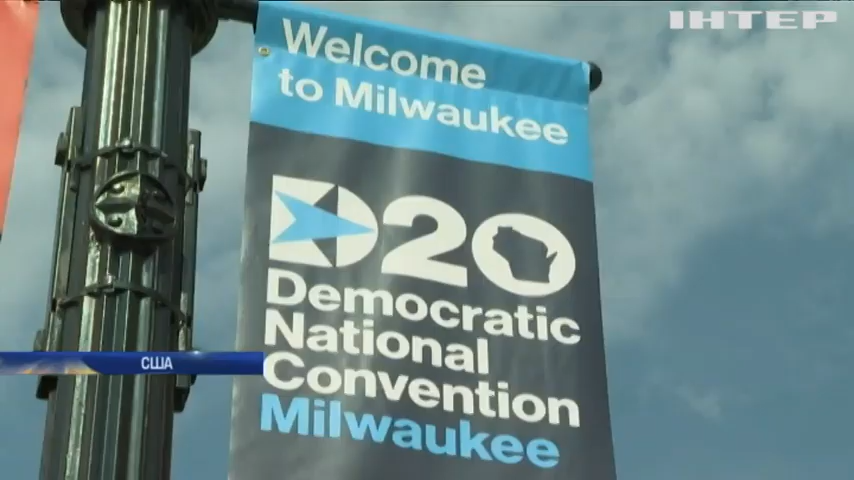 ІНТЕР
Welcome
to Milwaukee
D20
Democratic
National
Convention
Milwaukee
США